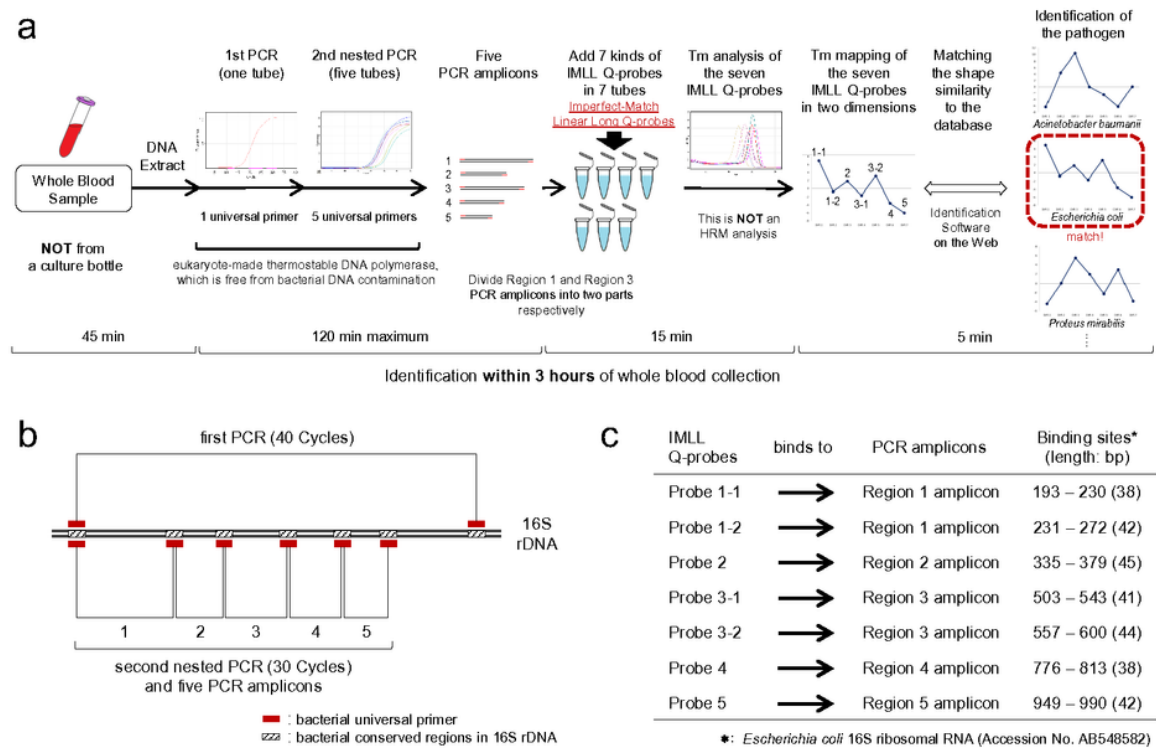 a
1st PCR
(one tube)
2nd nested PCR
(five tubes)
Five
PCR amplicons
Add 7 kinds of
IMLL Q-probes
in 7 tubes
Imperfect-Match
Linear Long Q-probes
Tm analysis of
the seven
IMLL Q-probes
Tm mapping of
the seven
IMLL Q-probes
in two dimensions
Matching
the shape
similarity
to the
database
Identification of
the pathogen
Whole Blood
Sample
DNA
Extract
1 universal primer
5 universal primers
1
2
3
4
5
This is NOT an
HRM analysis
1-1
1-2
2
3-1
3-2
4
5
Identification
Software
on the Web
Acinetobacter baumanii
Escherichia coli
match!
Proteus mirabilis
NOT from
a culture bottle
eukaryote-made thermostable DNA polymerase,
which is free from bacterial DNA contamination
Divide Region 1 and Region 3
PCR amplicons into two parts
respectively
45 min
120 min maximum
15 min
5 min
Identification within 3 hours of whole blood collection
b
first PCR (40 Cycles)
16S
rDNA
1 2 3 4 5
second nested PCR (30 Cycles)
and five PCR amplicons
: bacterial universal primer
: bacterial conserved regions in 16S rDNA
c
IMLL
Q-probes
binds to
PCR amplicons
Binding sites*
(length: bp)
Probe 1-1 Region 1 amplicon 193 – 230 (38)
Probe 1-2 Region 1 amplicon 231 – 272 (42)
Probe 2 Region 2 amplicon 335 – 379 (45)
Probe 3-1 Region 3 amplicon 503 – 543 (41)
Probe 3-2 Region 3 amplicon 557 – 600 (44)
Probe 4 Region 4 amplicon 776 – 813 (38)
Probe 5 Region 5 amplicon 949 – 990 (42)
*: Escherichia coli 16S ribosomal RNA (Accession No. AB548582)